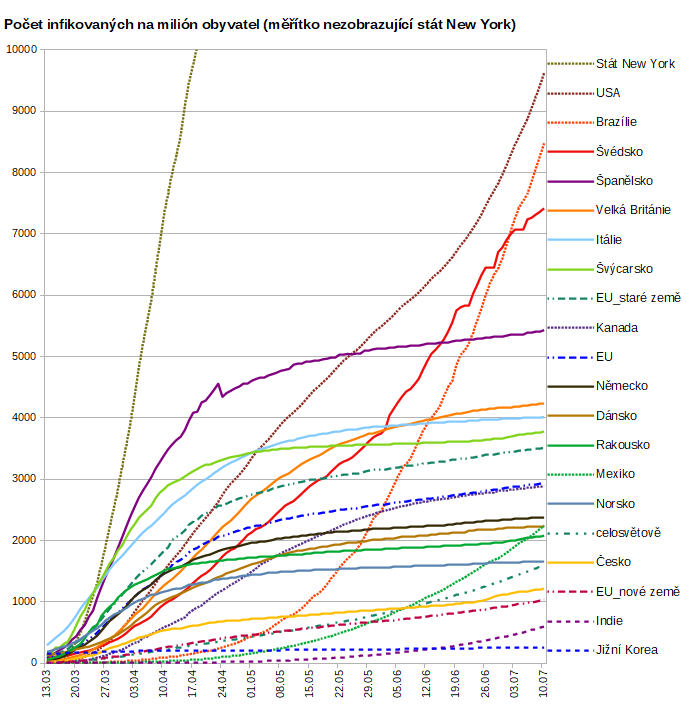 Počet infikovaných na milión obyvatel (měřítko nezobrazující stát New York)
10000
9000
8000
7000
6000
5000
4000
3000
2000
1000
0
13.03
20.03
27.03
03.04
10.04
17.04
24.04
01.05
08.05
15.05
22.05
29.05
05.06
12.06
19.06
26.06
03.07
10.07
Stát New York
USA
Brazílie
Švédsko
Španělsko
Velká Británie
Itálie
Švýcarsko
EU_staré země
Kanada
EU
Německo
Dánsko
Rakousko
Mexiko
Norsko
celosvětově
Česko
EU_nové země
Indie
Jižní Korea